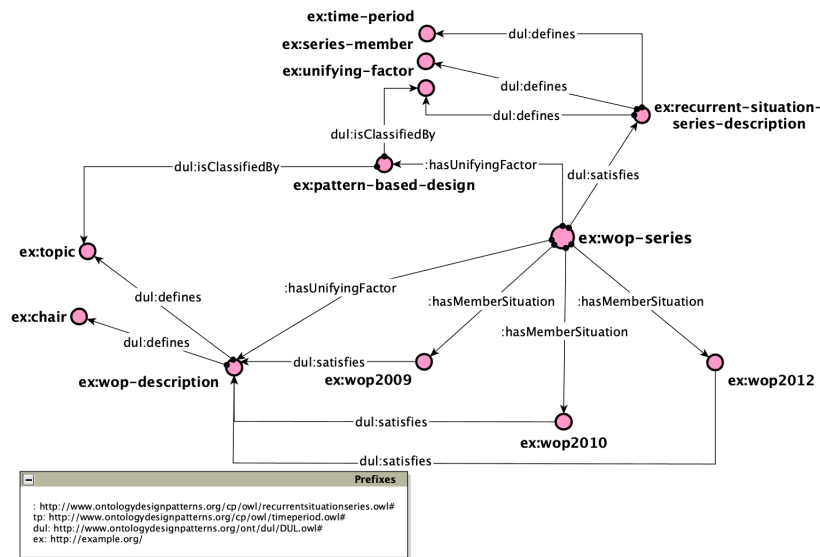 ex:time-period
dul:defines
ex:series-member
ex:unifying-factor
dul:defines
dul:defines
ex:recurrent-situation-
series-description
dul:isClassifiedBy
dul:isClassifiedBy
:hasUnifyingFactor
dul:satisfies
ex:pattern-based-design
ex:topic
ex:wop-series
:hasUnifyingFactor
dul:defines
:hasMemberSituation
:hasMemberSituation
ex:chair
:hasMemberSituation
dul:defines
dul:satisfies
ex:wop-description
ex:wop2009
ex:wop2012
dul:satisfies
ex:wop2010
dul:satisfies
Prefixes
: http://www.ontologydesignpatterns.org/cp/owl/recurrentsituationseries.owl#
tp: http://www.ontologydesignpatterns.org/cp/owl/timeperiod.owl#
dul: http://www.ontologydesignpatterns.org/ont/dul/DUL.owl#
ex: http://example.org/